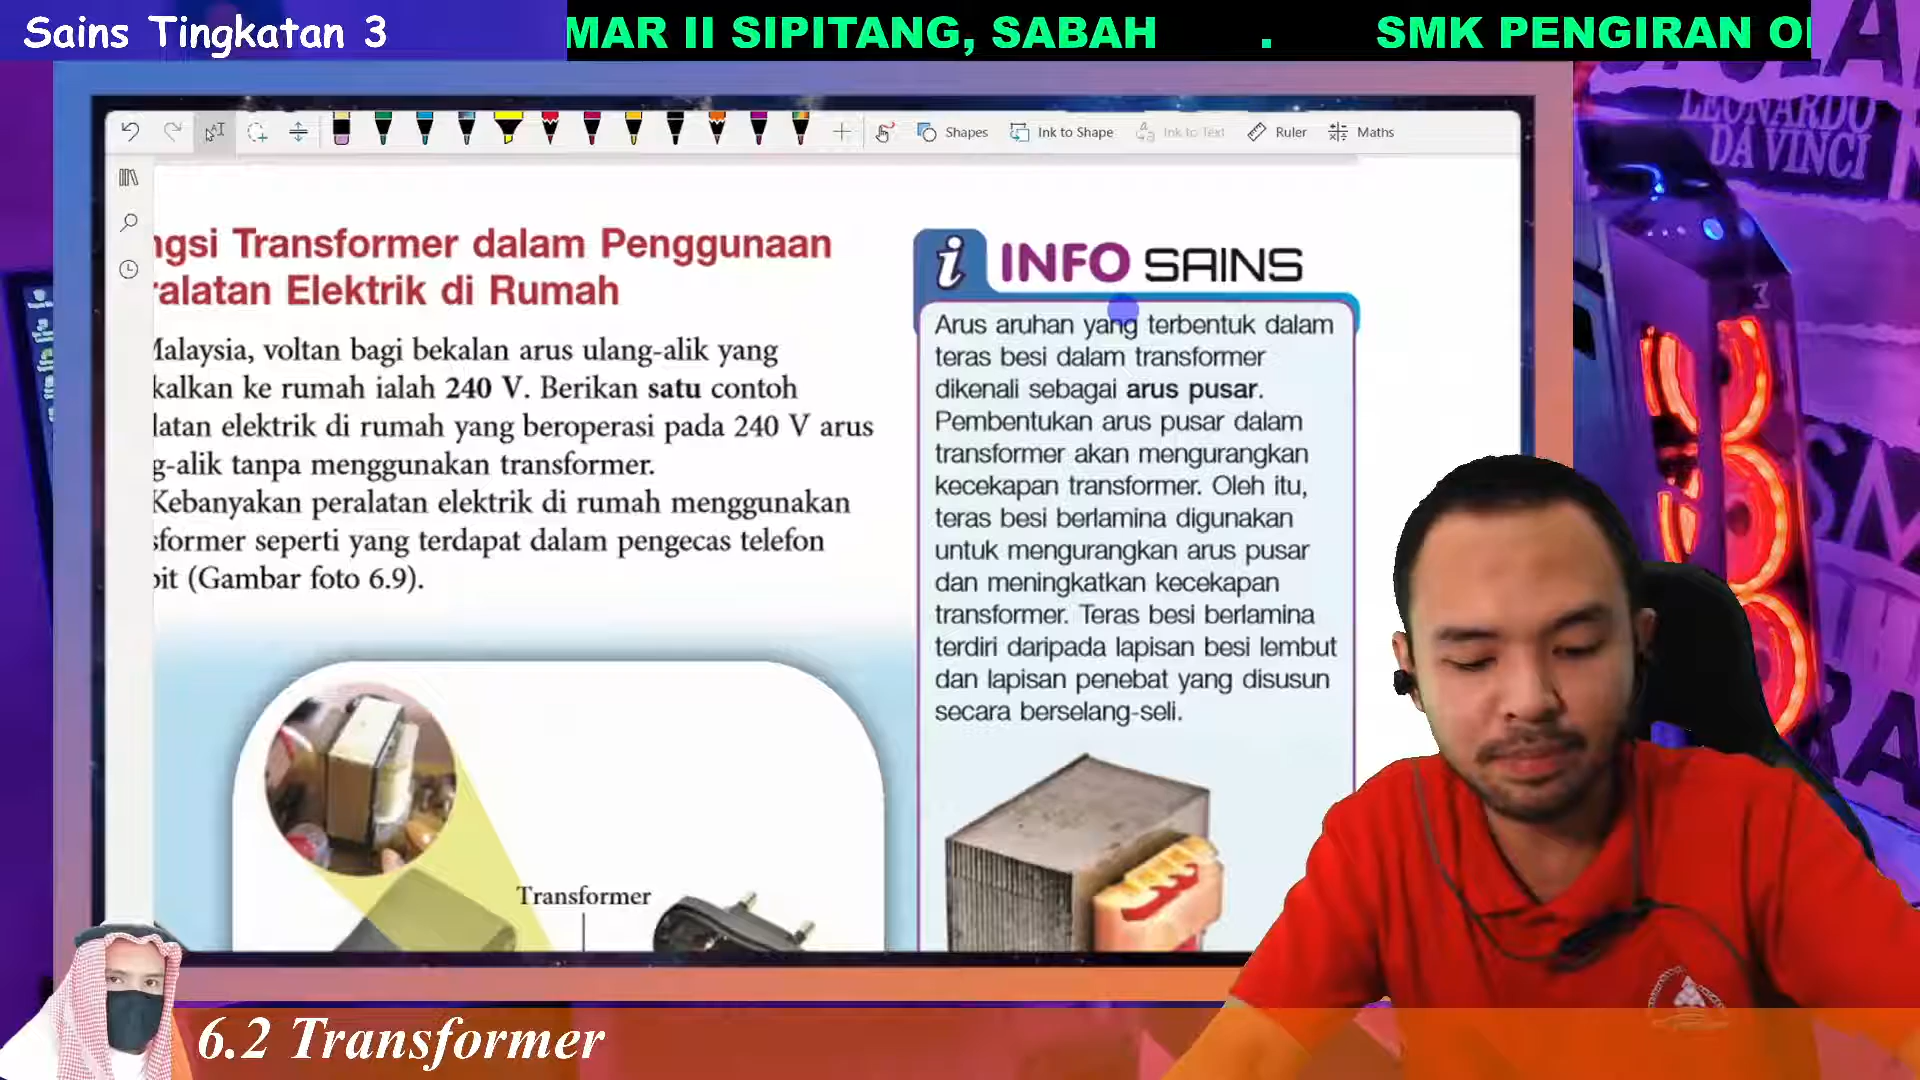 Sains Tingkatan 3
MAR II SIPITANG, SABAH . SMK PENGIRAN
LEONARDO
DA VINCI
Shapes Ink to Shape Ink to Text Ruler Maths
ngsi Transformer dalam Penggunaan
ralatan Elektrik di Rumah
Malaysia, voltan bagi bekalan arus ulang-alik yang
kalkan ke rumah ialah 240 V. Berikan satu contoh
latan elektrik di rumah yang beroperasi pada 240 V arus
g-alik tanpa menggunakan transformer.
Kebanyakan peralatan elektrik di rumah menggunakan
sformer seperti yang terdapat dalam pengecas telefon
bit (Gambar foto 6.9).
Transformer
i INFO SAINS
Arus aruhan yang terbentuk dalam
teras besi dalam transformer
dikenali sebagai arus pusar.
Pembentukan arus pusar dalam
transformer akan mengurangkan
kecekapan transformer. Oleh itu,
teras besi berlamina digunakan
untuk mengurangkan arus pusar
dan meningkatkan kecekapan
transformer. Teras besi berlamina
terdiri daripada lapisan besi lembut
dan lapisan penebat yang disusun
secara berselang-seli.
6.2 Transformer